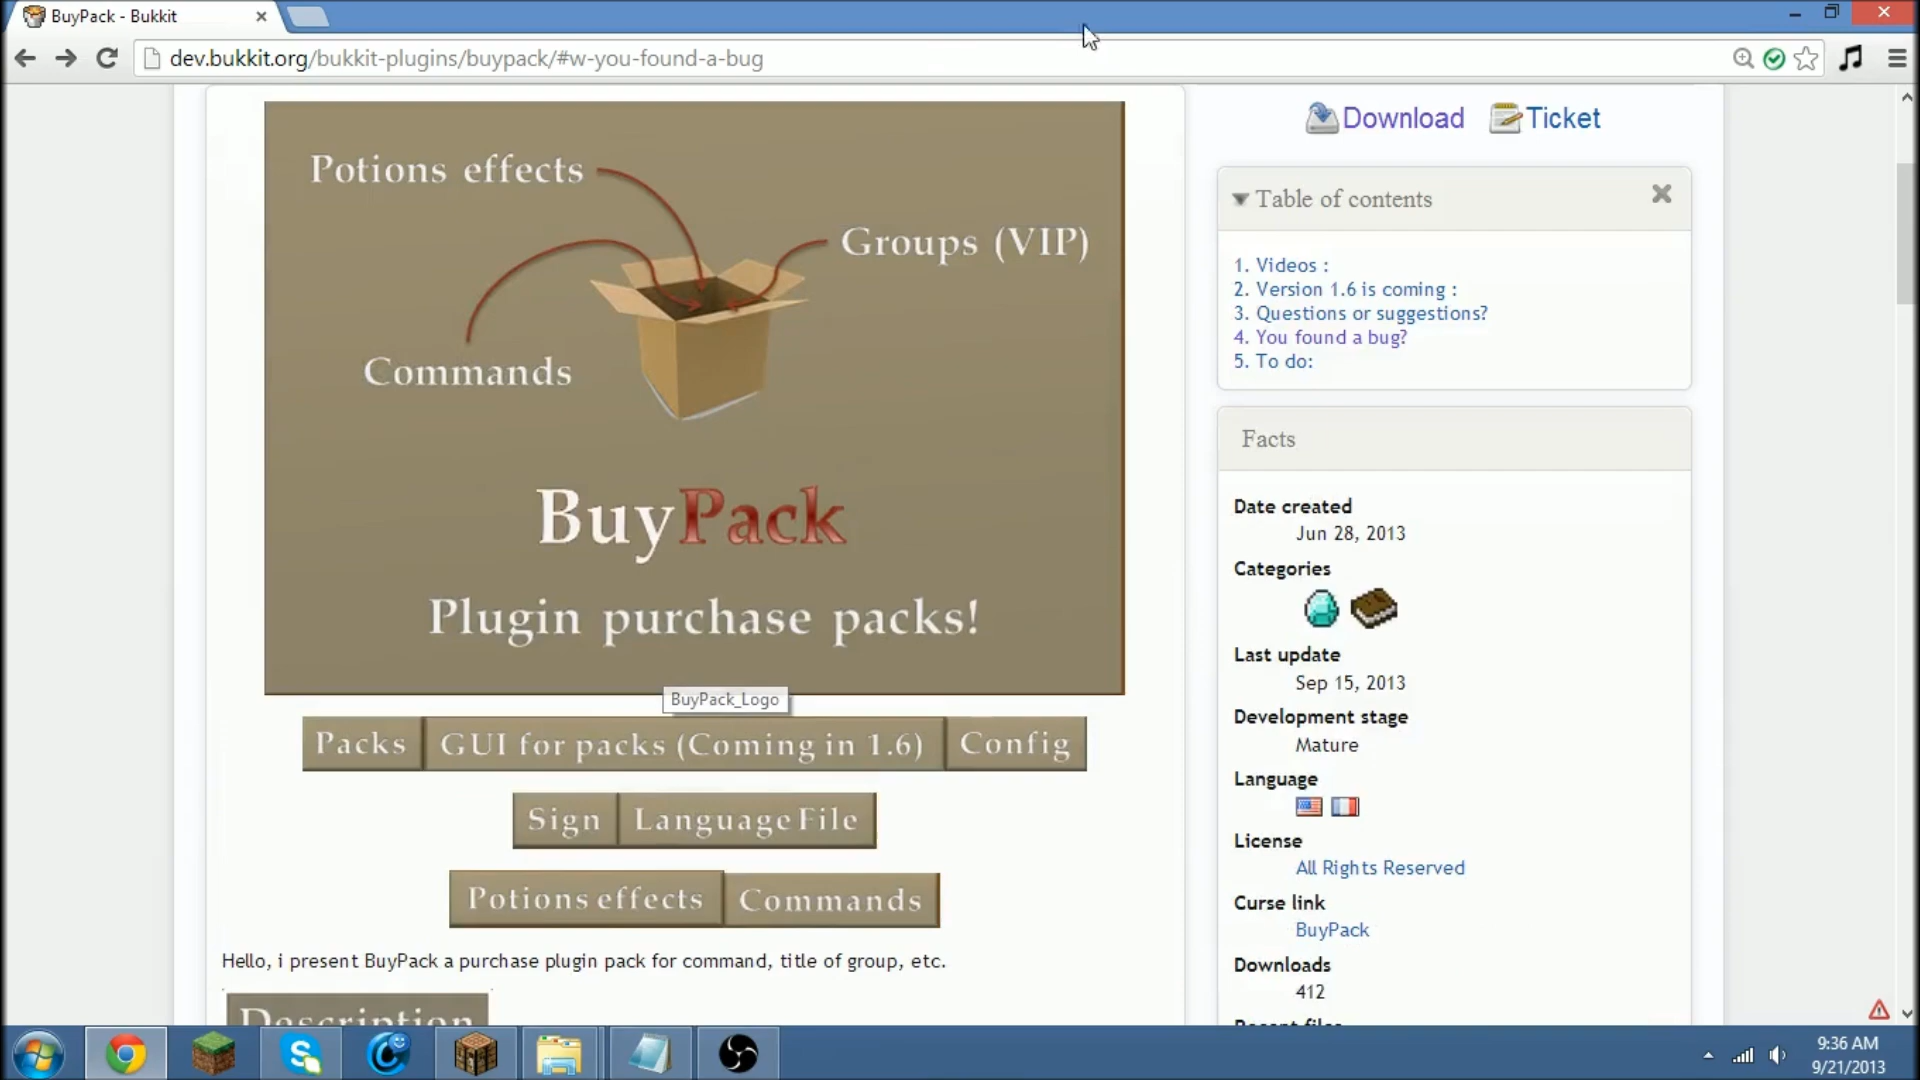 BuyPack - Bukkit
dev.bukkit.org/bukkit-plugins/buypack/#w-you-found-a-bug
Potions effects
Groups (VIP)
Commands
BuyPack
Plugin purchase packs!
BuyPack_Logo
Packs GUI for packs (Coming in 1.6) Config
Sign Language File
Potions effects Commands
Hello, i present BuyPack a purchase plugin pack for command, title of group, etc.
Description
Download Ticket
Table of contents
1. Videos :
2. Version 1.6 is coming :
3. Questions or suggestions?
4. You found a bug?
5. To do:
Facts
Date created
Jun 28, 2013
Categories
Last update
Sep 15, 2013
Development stage
Mature
Language
License
All Rights Reserved
Curse link
BuyPack
Downloads
412
Recent files
9:36 AM
9/21/2013